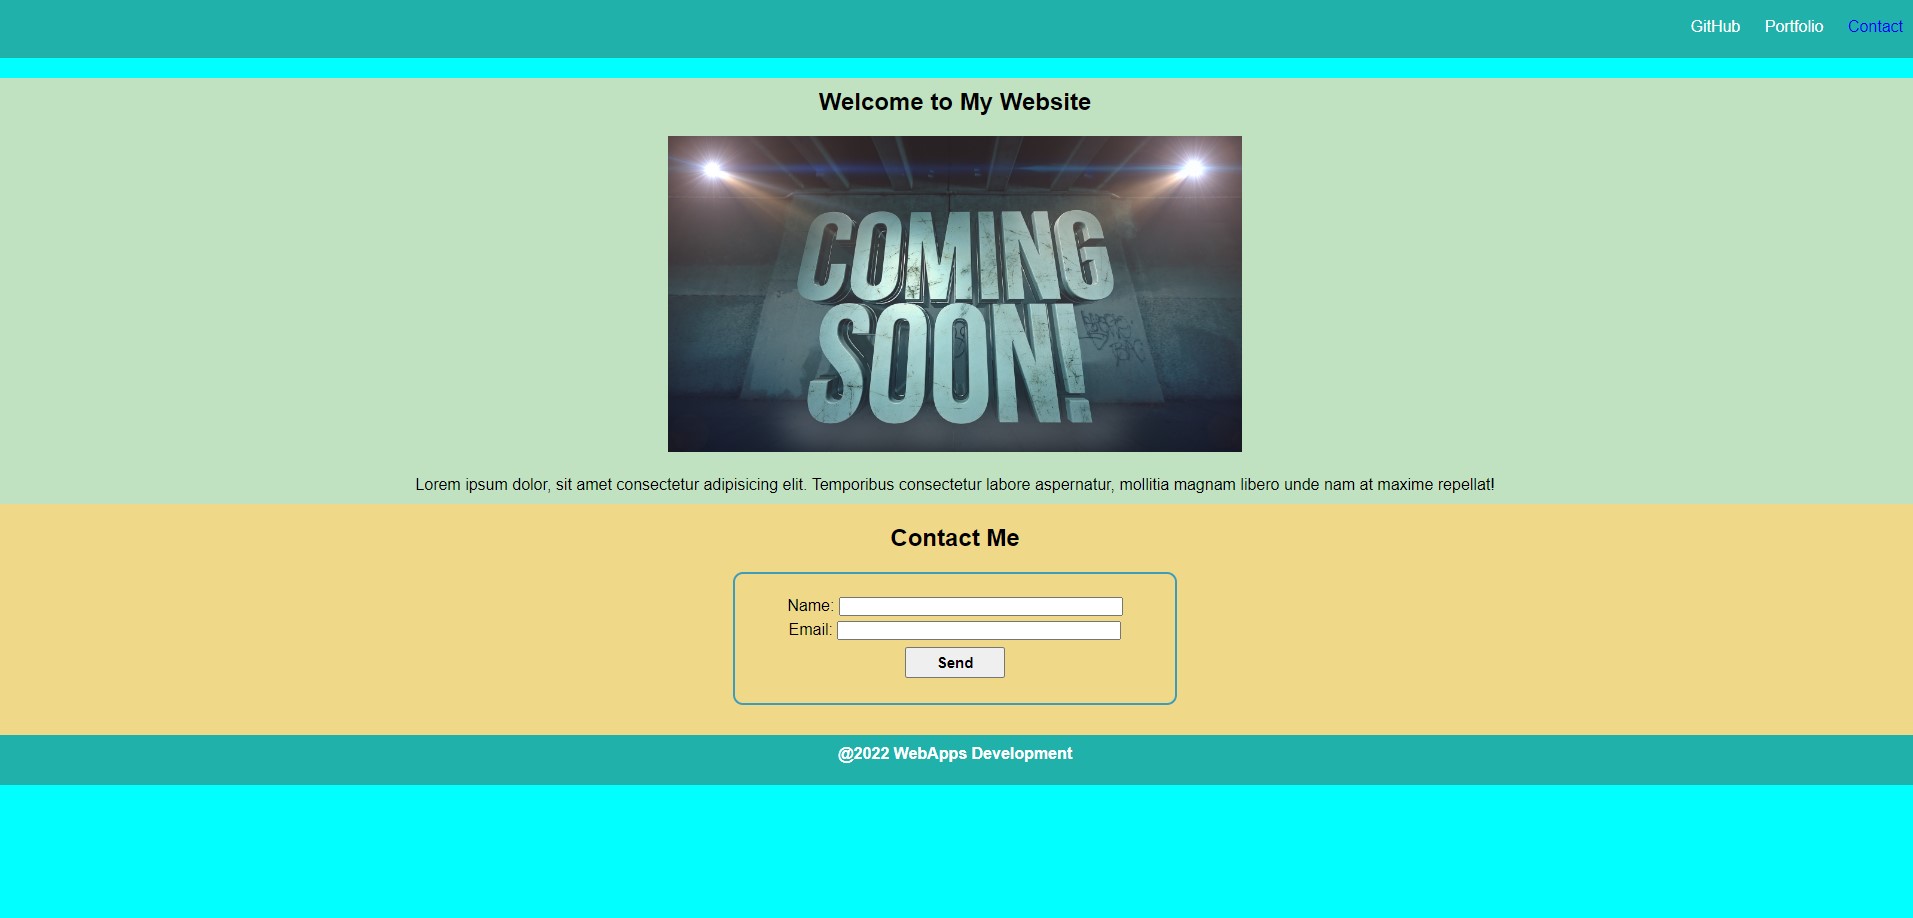 GitHub Portfolio Contact
Welcome to My Website
COMING
SOON!
Lorem ipsum dolor, sit amet consectetur adipisicing elit. Temporibus consectetur labore aspernatur, mollitia magnam libero unde nam at maxime repellat!
Contact Me
Name:
Email:
Send
@2022 WebApps Development